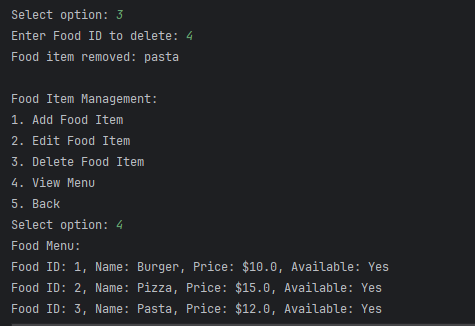 Select option: 3
Enter Food ID to delete: 4
Food item removed: pasta
Food Item Management:
1. Add Food Item
2. Edit Food Item
3. Delete Food Item
4. View Menu
5. Back
Select option: 4
Food Menu:
Food ID: 1, Name: Burger, Price: $10.0, Available: Yes
Food ID: 2, Name: Pizza, Price: $15.0, Available: Yes
Food ID: 3, Name: Pasta, Price: $12.0, Available: Yes